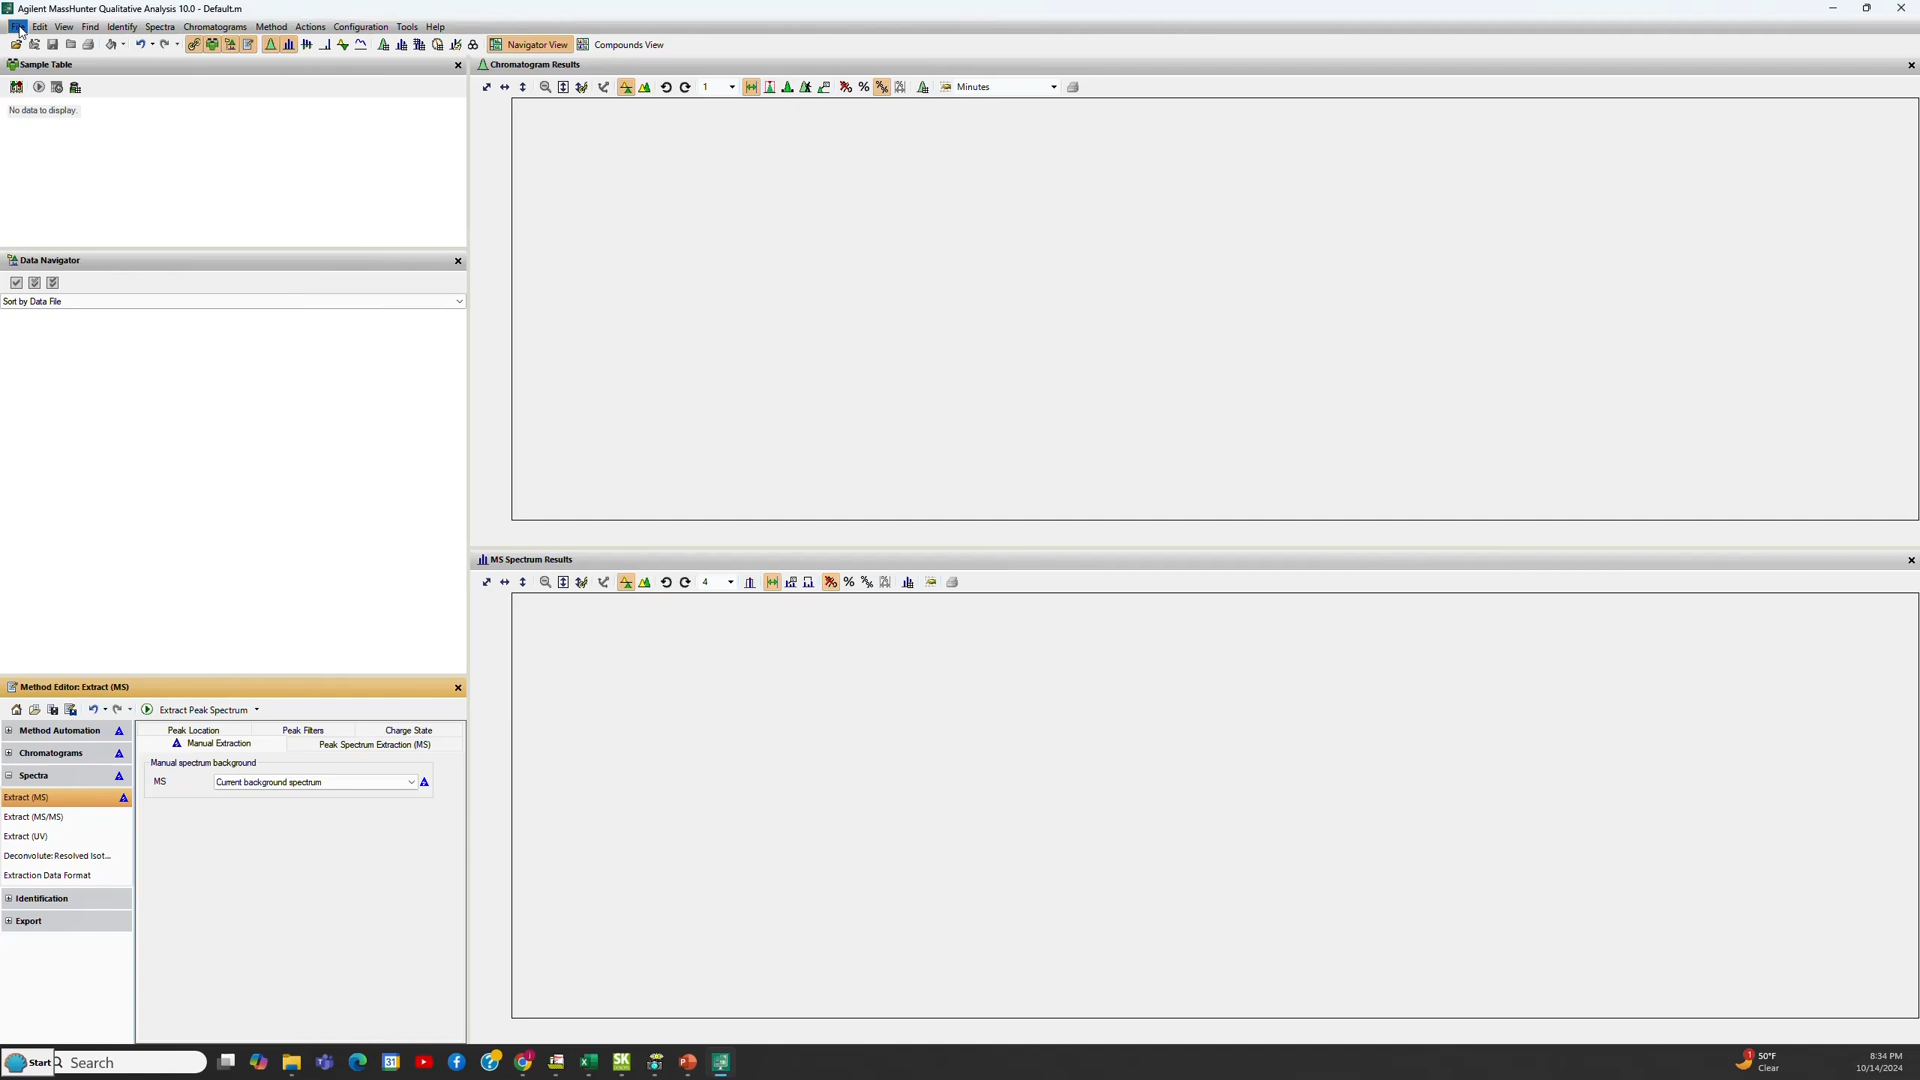 Agilent MassHunter Qualitative Analysis 10.0 - Default.m
File Edit View Find Identify Spectra Chromatograms Method Actions Configuration Tools Help
Navigator View Compounds View
Sample Table
No data to display.
Data Navigator
Sort by Data File
Method Editor: Extract (MS)
Extract Peak Spectrum
Method Automation
Chromatograms
Spectra
Extract (MS)
Extract (MS/MS)
Extract (UV)
Deconvolute: Resolved Isot...
Extraction Data Format
Identification
Export
Peak Location Peak Filters Charge State
Manual Extraction Peak Spectrum Extraction (MS)
Manual spectrum background
MS Current background spectrum
Chromatogram Results
1 Minutes
MS Spectrum Results
4
Start Search
50°F
Clear
8:34 PM
10/14/2024